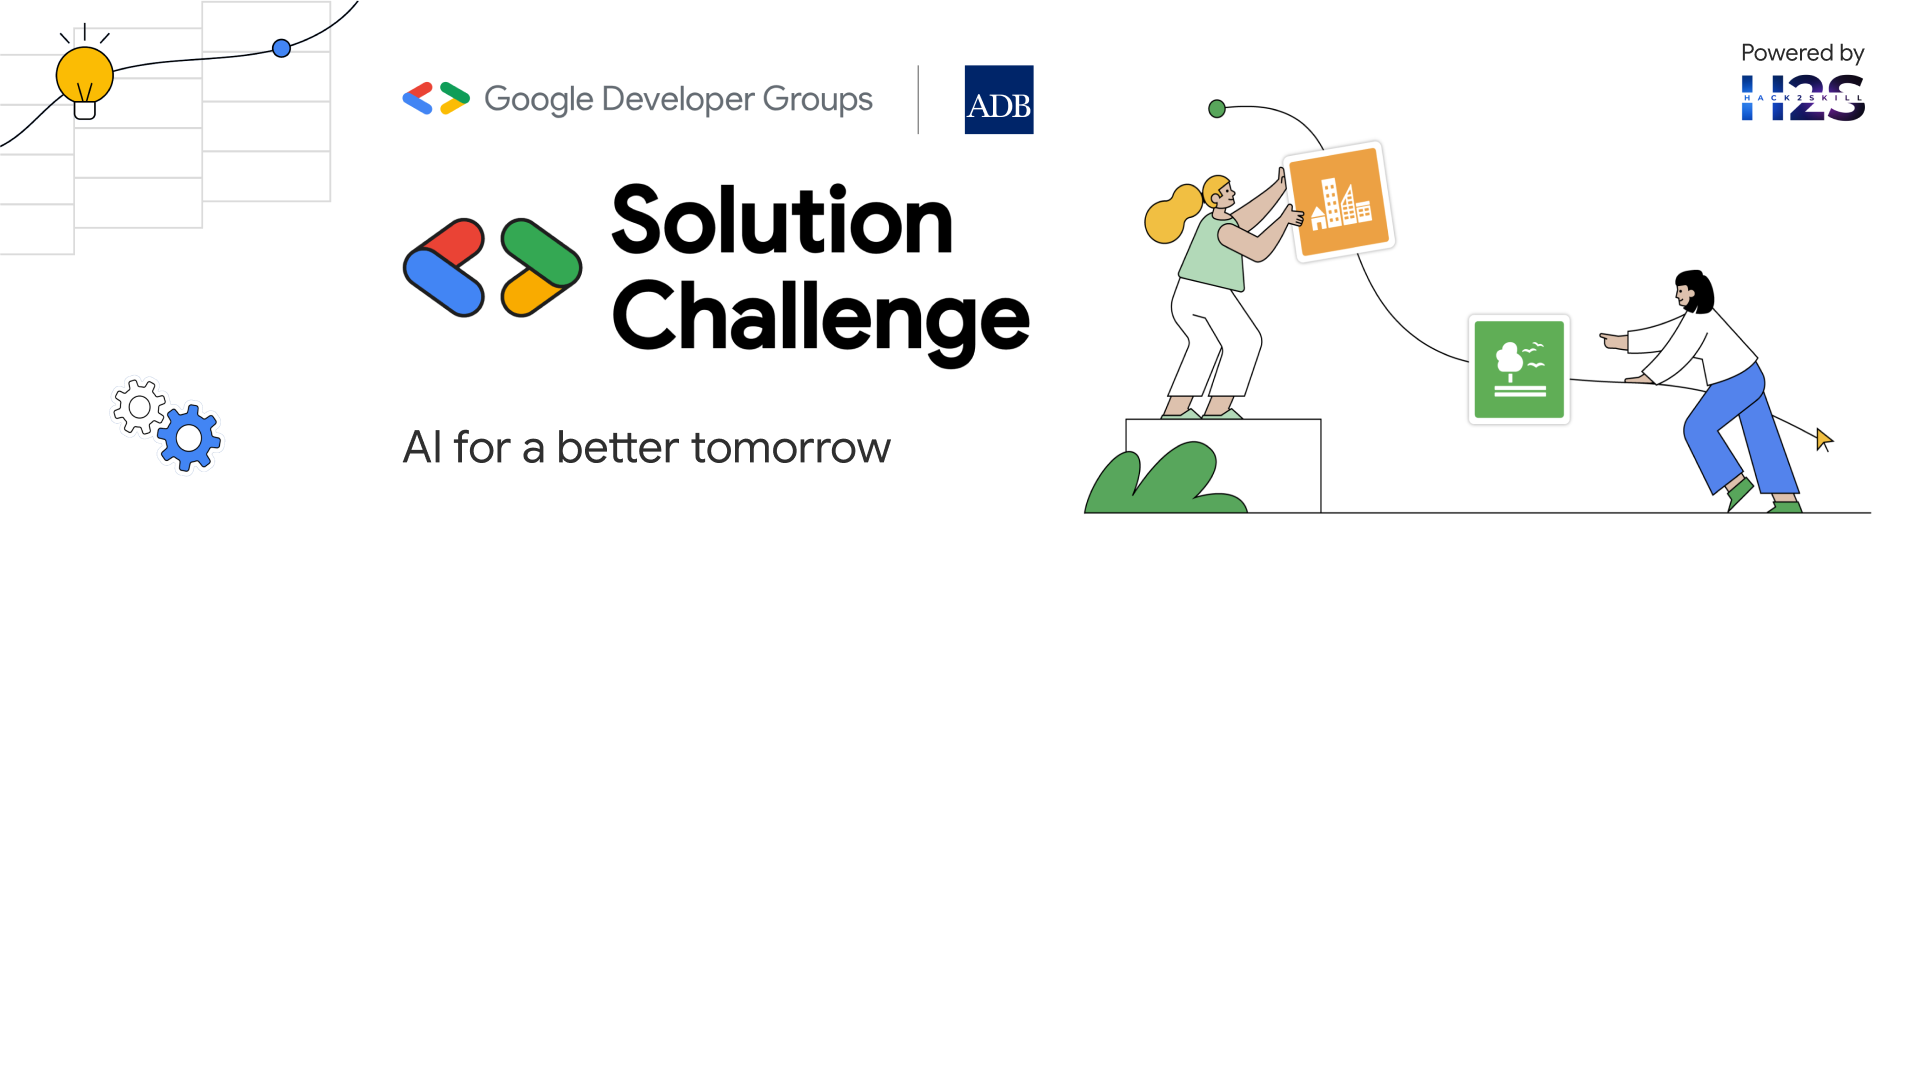 Powered by
H2S
HACK2SKILL
Google Developer Groups
ADB
Solution
Challenge
AI for a better tomorrow